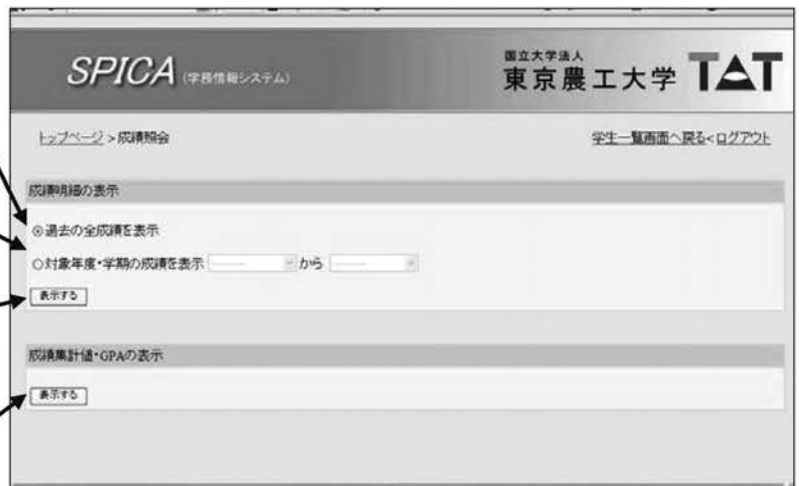 SPICA (学務情報システム)
国立大学法人
東京農工大学 TAT
トップページ > 成績照会
学生一覧画面へ戻る<ログアウト
成績明細の表示
◉過去の全成績を表示
○対象年度・学期の成績を表示 -------- から --------
表示する
成績集計値・GPAの表示
表示する